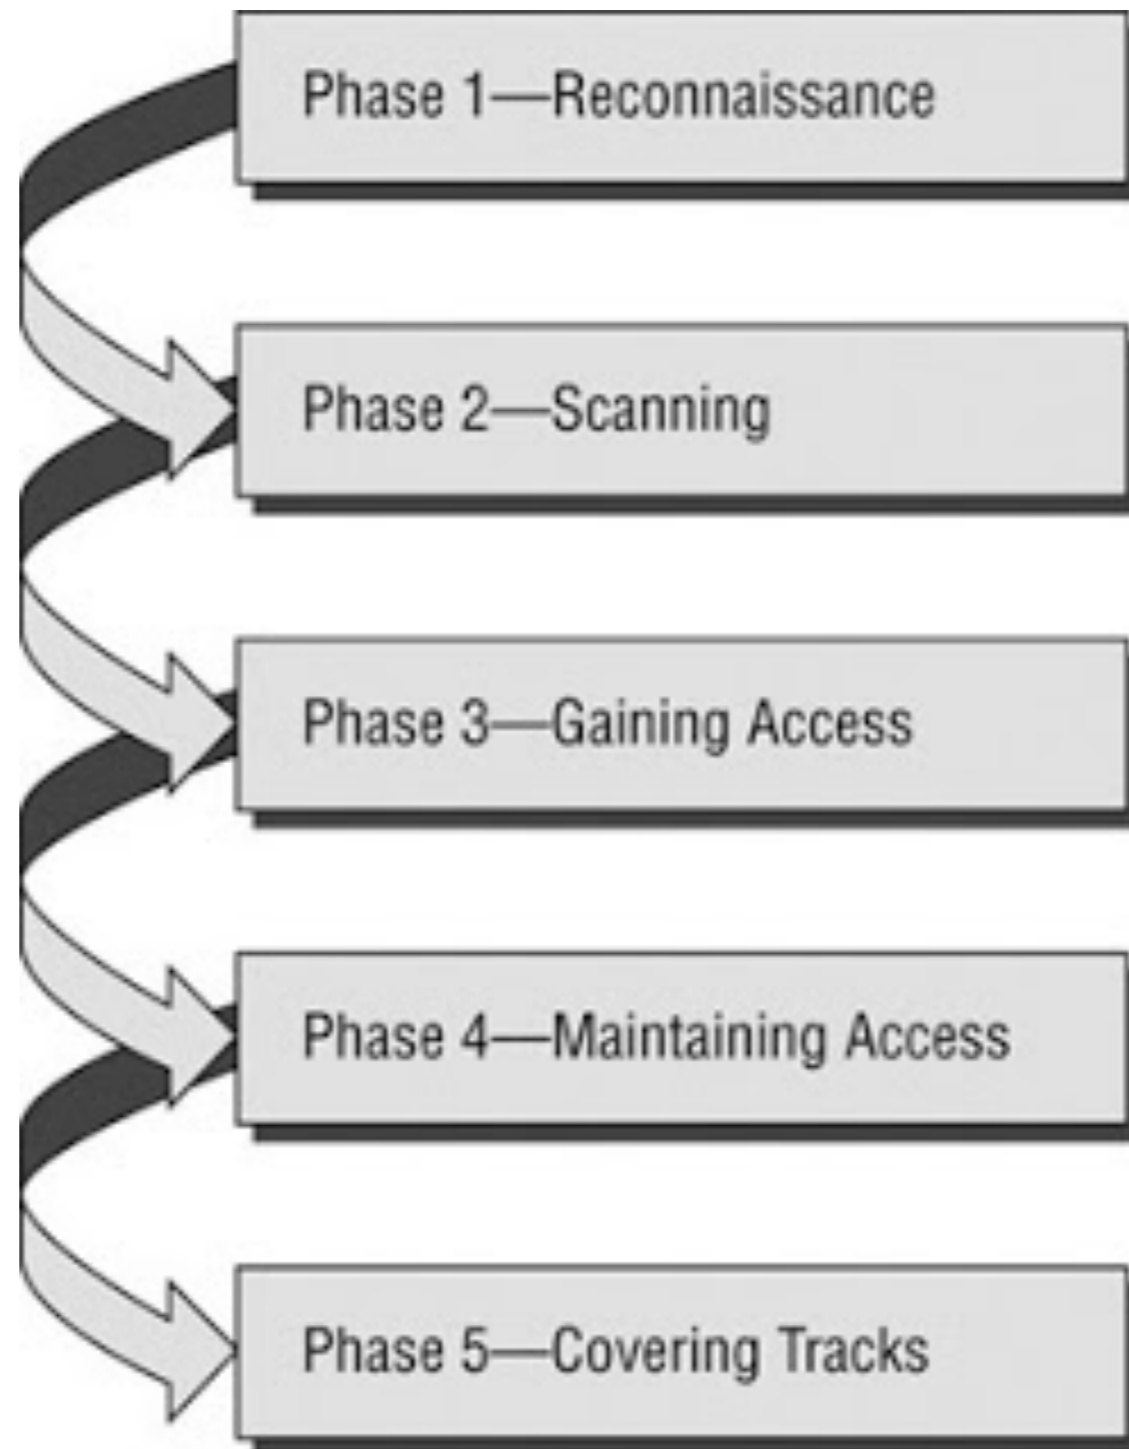 Phase 1—Reconnaissance
Phase 2—Scanning
Phase 3—Gaining Access
Phase 4—Maintaining Access
Phase 5—Covering Tracks